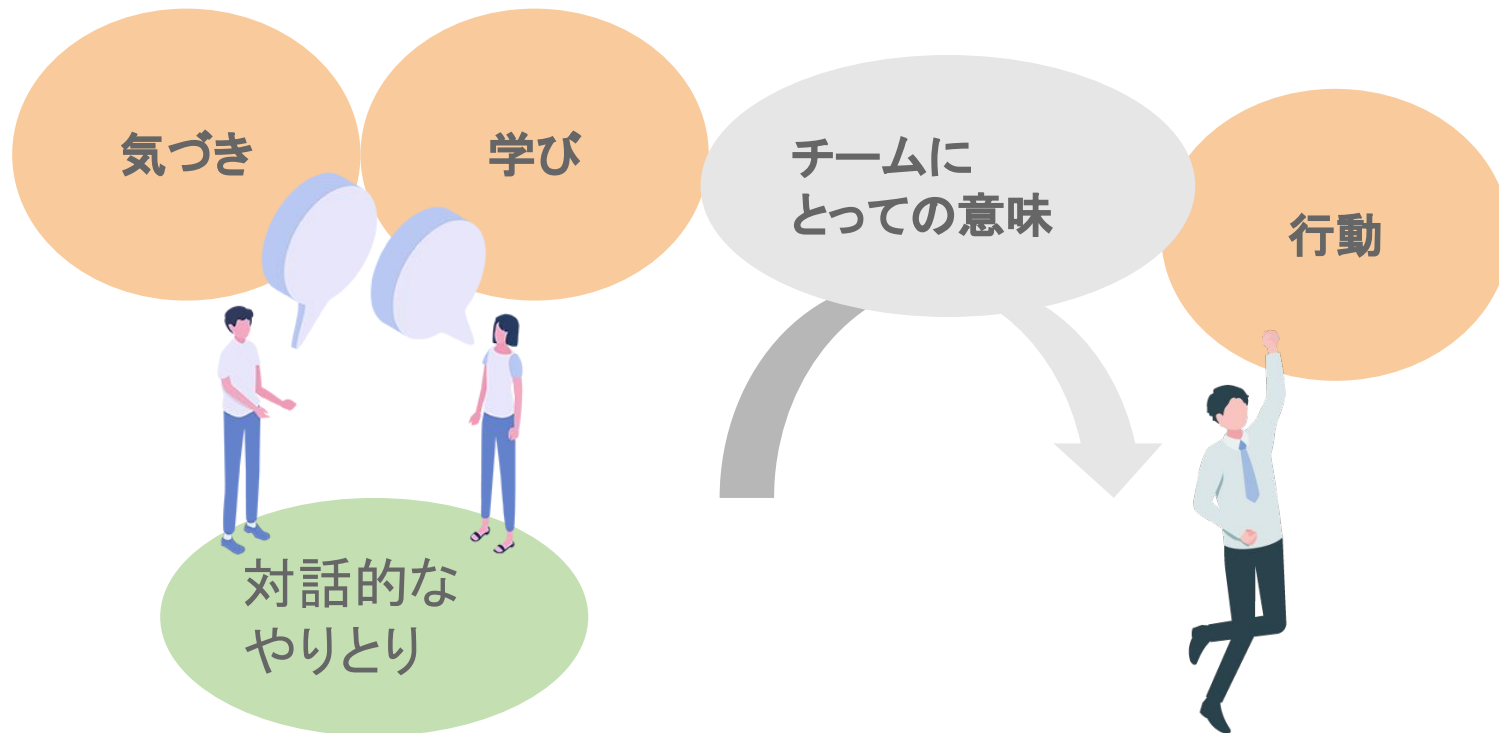 気づき
学び
チームに
とっての意味
行動
対話的な
やりとり